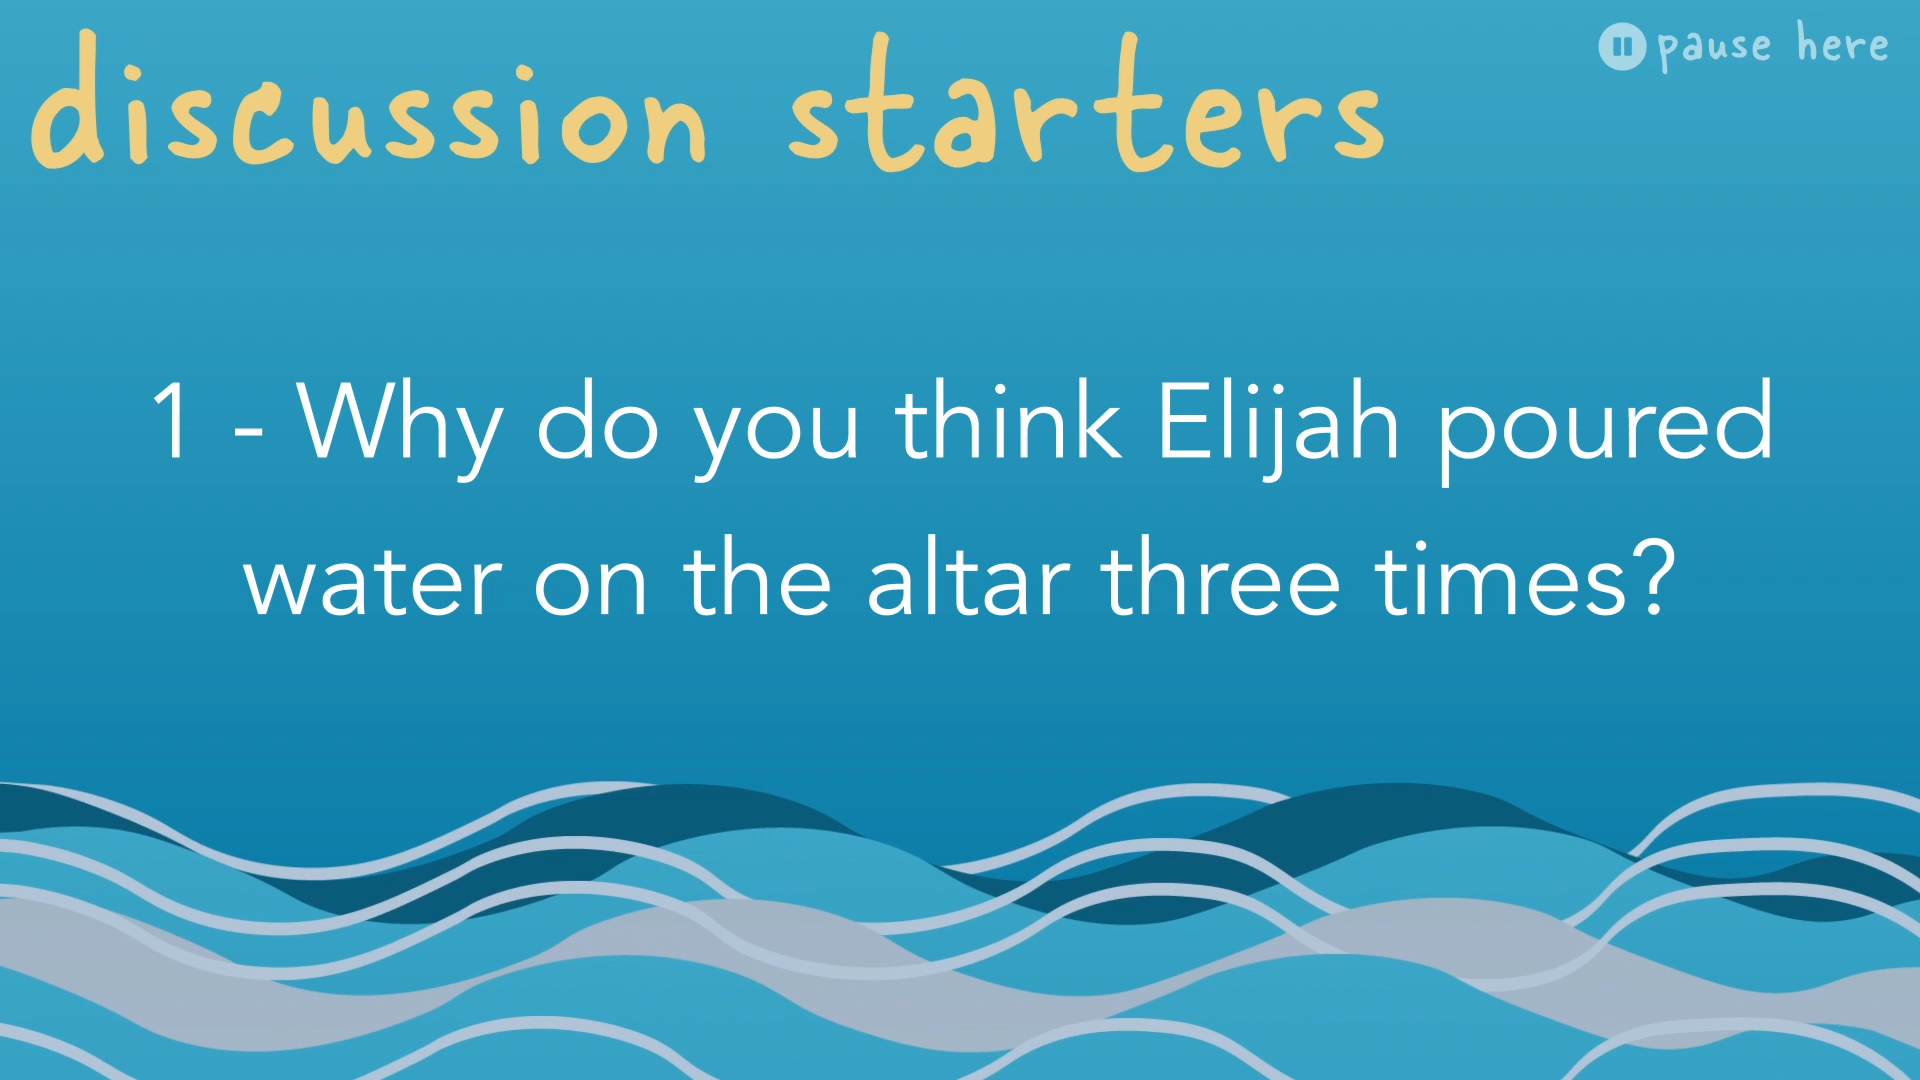 discussion starters
pause here
1 - Why do you think Elijah poured
water on the altar three times?